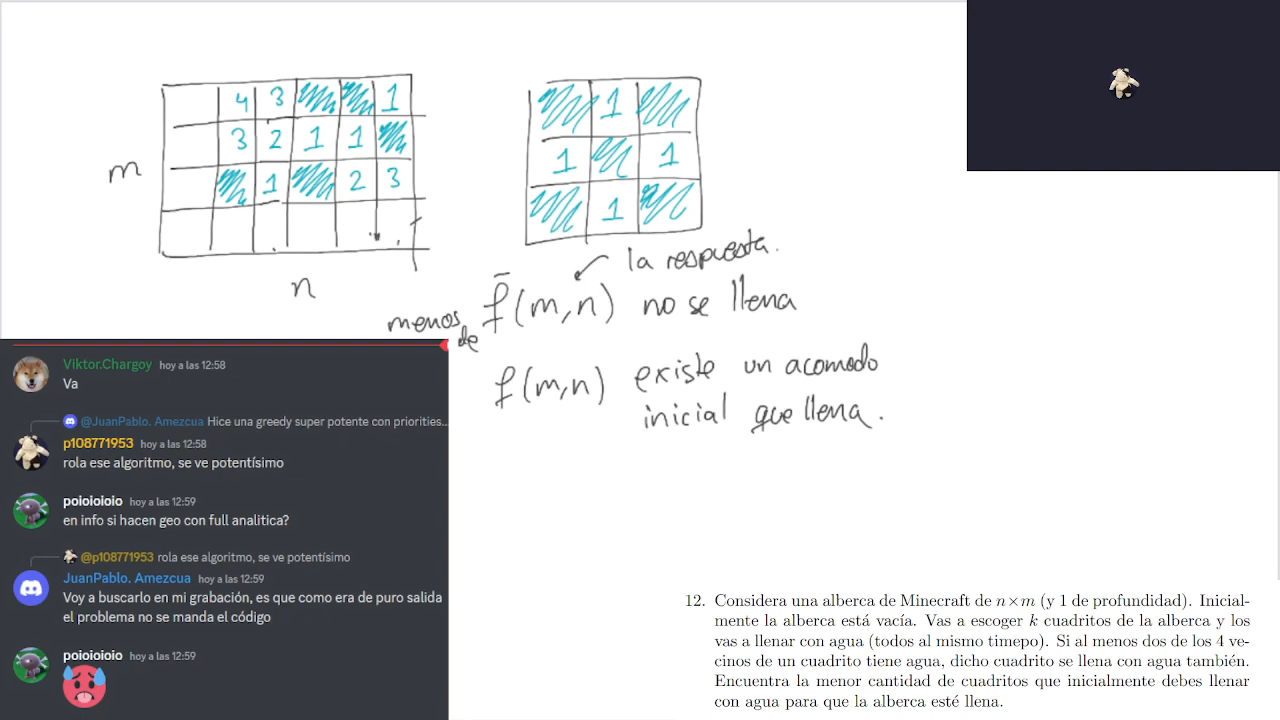 4 3 1
3 2 1 1
1 2 3
m
n
1
1 1
1
la respuesta.
menos de f̄(m,n) no se llena
f(m,n) existe un acomodo
inicial que llena.
Viktor.Chargoy hoy a las 12:58
Va
@JuanPablo. Amezcua Hice una greedy super potente con priorities...
p108771953 hoy a las 12:58
rola ese algoritmo, se ve potentísimo
poioioioio hoy a las 12:59
en info si hacen geo con full analitica?
@p108771953 rola ese algoritmo, se ve potentísimo
JuanPablo. Amezcua hoy a las 12:59
Voy a buscarlo en mi grabación, es que como era de puro salida
el problema no se manda el código
poioioioio hoy a las 12:59
12. Considera una alberca de Minecraft de n×m (y 1 de profundidad). Inicial-
mente la alberca está vacía. Vas a escoger k cuadritos de la alberca y los
vas a llenar con agua (todos al mismo timepo). Si al menos dos de los 4 ve-
cinos de un cuadrito tiene agua, dicho cuadrito se llena con agua también.
Encuentra la menor cantidad de cuadritos que inicialmente debes llenar
con agua para que la alberca esté llena.